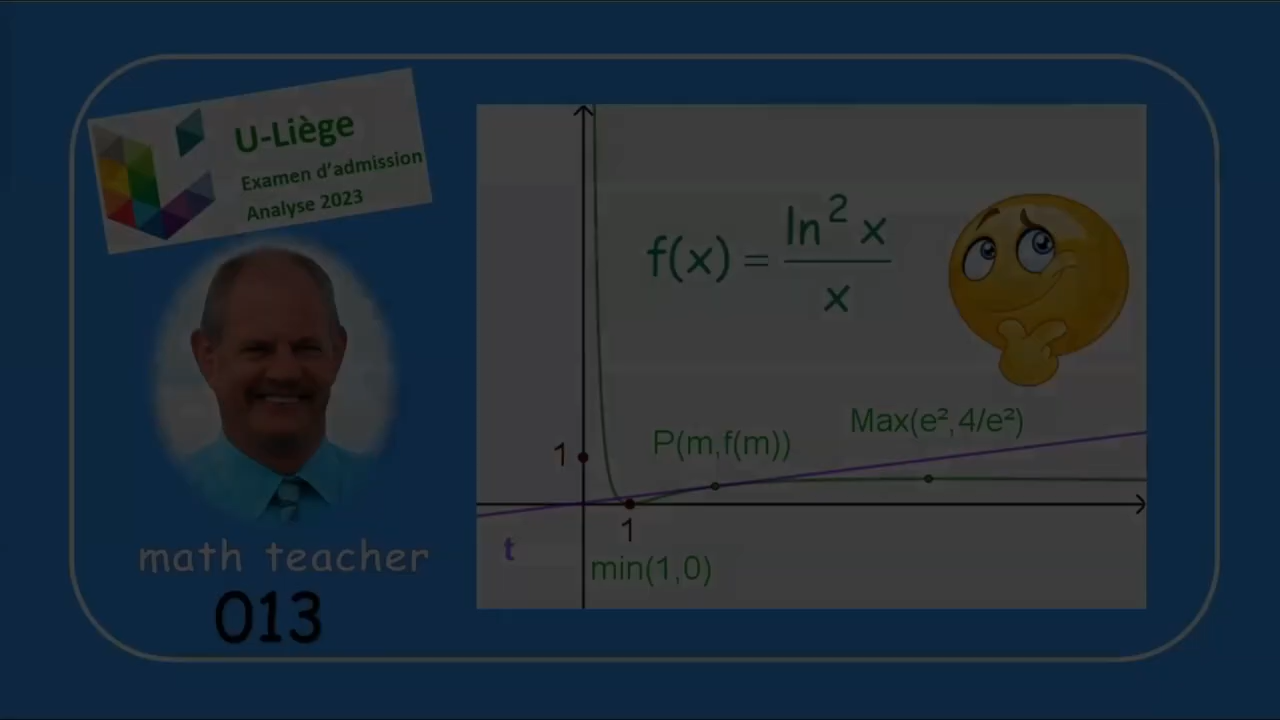 U-Liège
Examen d'admission
Analyse 2023
math teacher
013
f(x) = ln² x / x
Max(e²,4/e²)
P(m,f(m))
1
1
t
min(1,0)